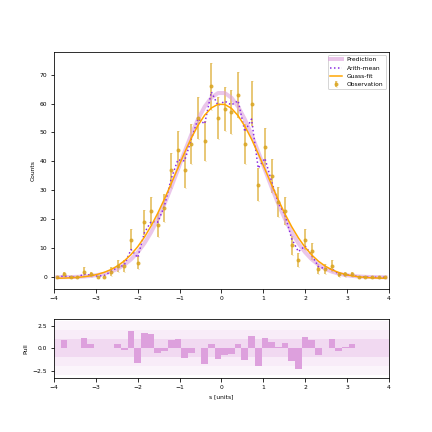 Prediction
Arith-mean
Guass-fit
Observation
Counts
70
60
50
40
30
20
10
0
−4 −3 −2 −1 0 1 2 3 4
Pull
2.5
0.0
−2.5
−4 −3 −2 −1 0 1 2 3 4
s [units]